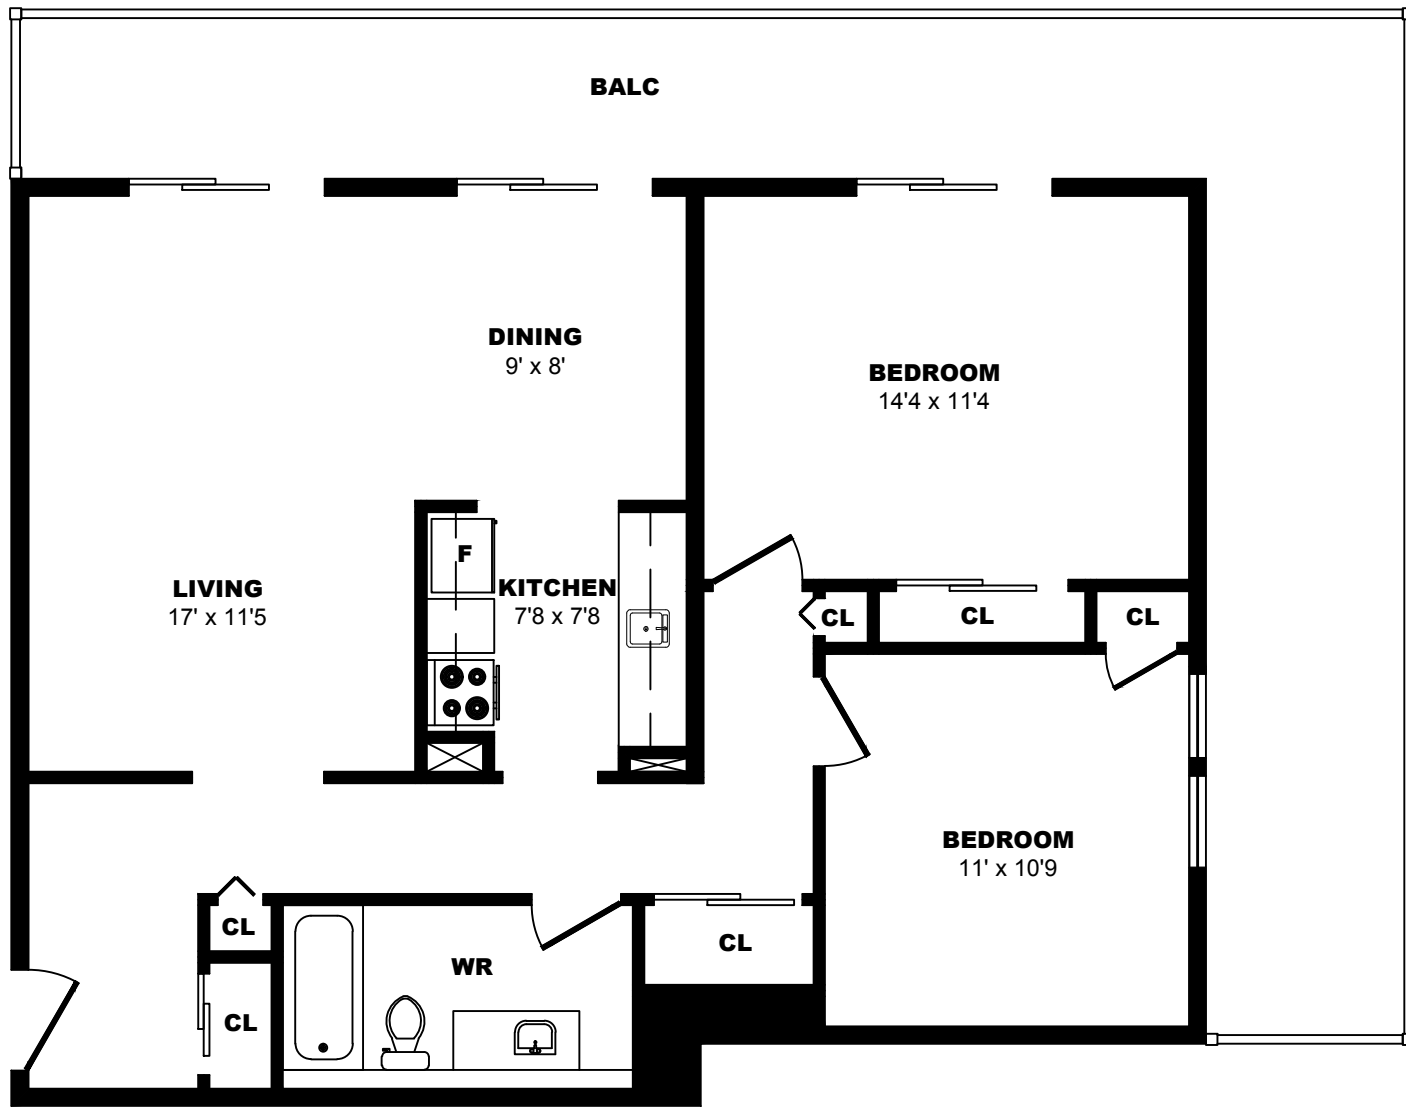 BALC
DINING
9' x 8'
BEDROOM
14'4 x 11'4
F
LIVING
17' x 11'5
KITCHEN
7'8 x 7'8
CL
CL
CL
BEDROOM
11' x 10'9
CL
CL
WR
CL